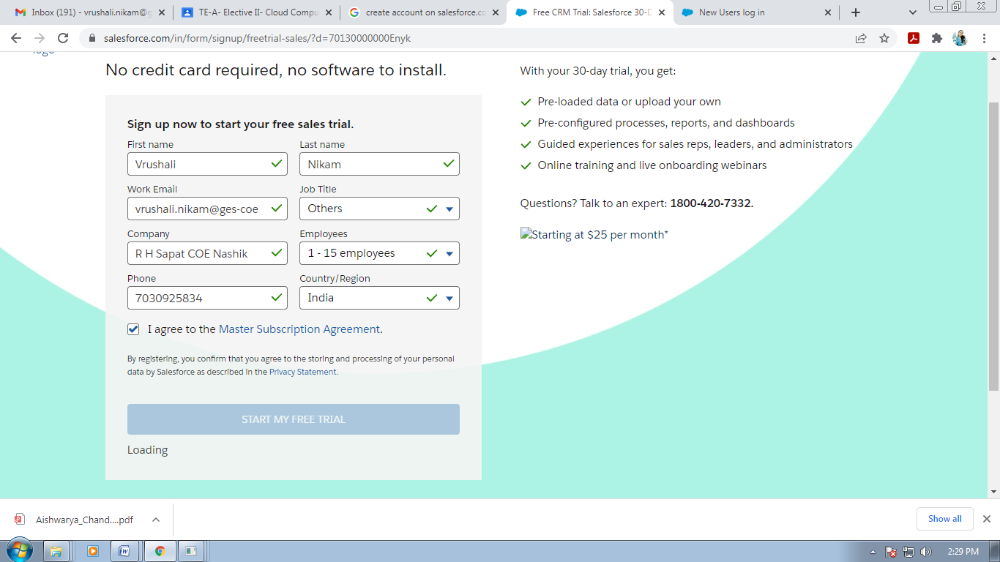 Inbox (191) - vrushali.nikam@g
TE-A- Elective II- Cloud Compu
create account on salesforce.co
Free CRM Trial: Salesforce 30-D
New Users log in
salesforce.com/in/form/signup/freetrial-sales/?d=70130000000Enyk
logo
No credit card required, no software to install.
Sign up now to start your free sales trial.
First name
Last name
Vrushali
Nikam
Work Email
Job Title
vrushali.nikam@ges-coe
Others
Company
Employees
R H Sapat COE Nashik
1 - 15 employees
Phone
Country/Region
7030925834
India
I agree to the Master Subscription Agreement.
By registering, you confirm that you agree to the storing and processing of your personal
data by Salesforce as described in the Privacy Statement.
START MY FREE TRIAL
Loading
With your 30-day trial, you get:
Pre-loaded data or upload your own
Pre-configured processes, reports, and dashboards
Guided experiences for sales reps, leaders, and administrators
Online training and live onboarding webinars
Questions? Talk to an expert: 1800-420-7332.
Starting at $25 per month*
Aishwarya_Chand....pdf
Show all
2:29 PM